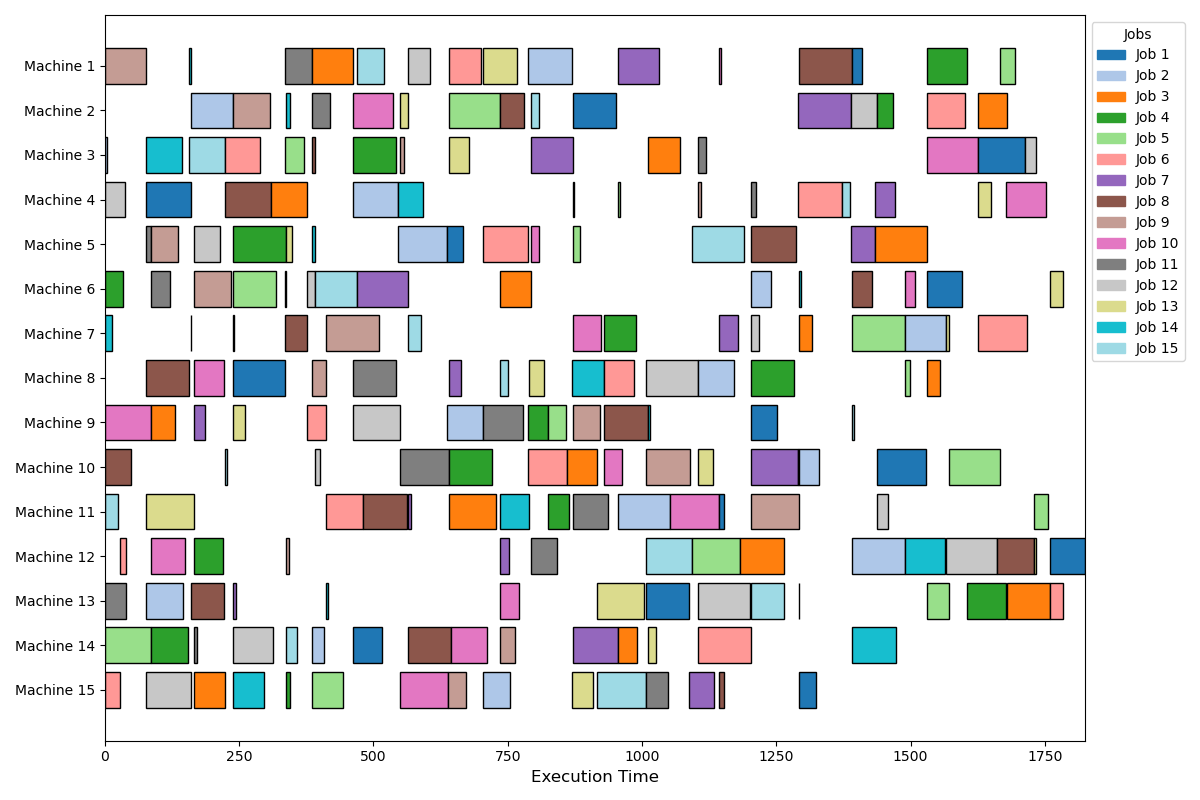 Machine 1
Machine 2
Machine 3
Machine 4
Machine 5
Machine 6
Machine 7
Machine 8
Machine 9
Machine 10
Machine 11
Machine 12
Machine 13
Machine 14
Machine 15
0 250 500 750 1000 1250 1500 1750
Execution Time
Jobs
Job 1
Job 2
Job 3
Job 4
Job 5
Job 6
Job 7
Job 8
Job 9
Job 10
Job 11
Job 12
Job 13
Job 14
Job 15